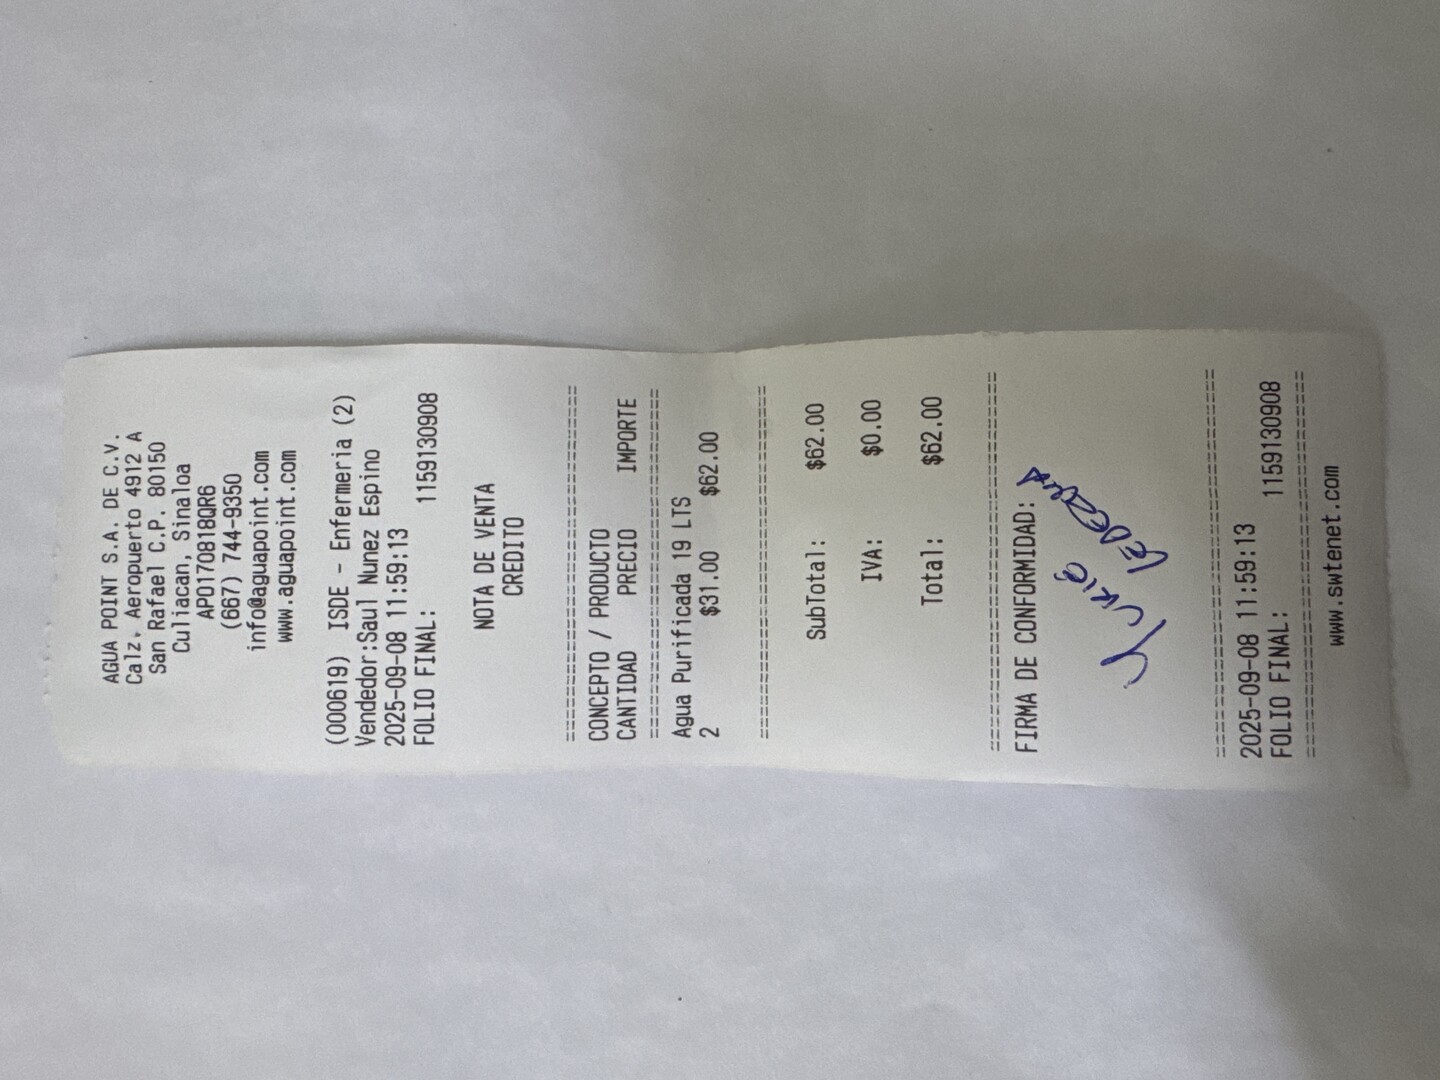 AGUA POINT S.A. DE C.V.
Calz. Aeropuerto 4912 A
San Rafael C.P. 80150
Culiacan, Sinaloa
APO170818QR6
(667) 744-9350
info@aguapoint.com
www.aguapoint.com
(000619) ISDE - Enfermeria (2)
Vendedor:Saul Nunez Espino
2025-09-08 11:59:13
FOLIO FINAL: 1159130908
NOTA DE VENTA
CREDITO
================================
CONCEPTO / PRODUCTO
CANTIDAD PRECIO IMPORTE
================================
Agua Purificada 19 LTS
2 $31.00 $62.00
================================
SubTotal: $62.00
IVA: $0.00
Total: $62.00
================================
FIRMA DE CONFORMIDAD:
Yukie
Ledezma
================================
2025-09-08 11:59:13
FOLIO FINAL: 1159130908
================================
www.swtenet.com